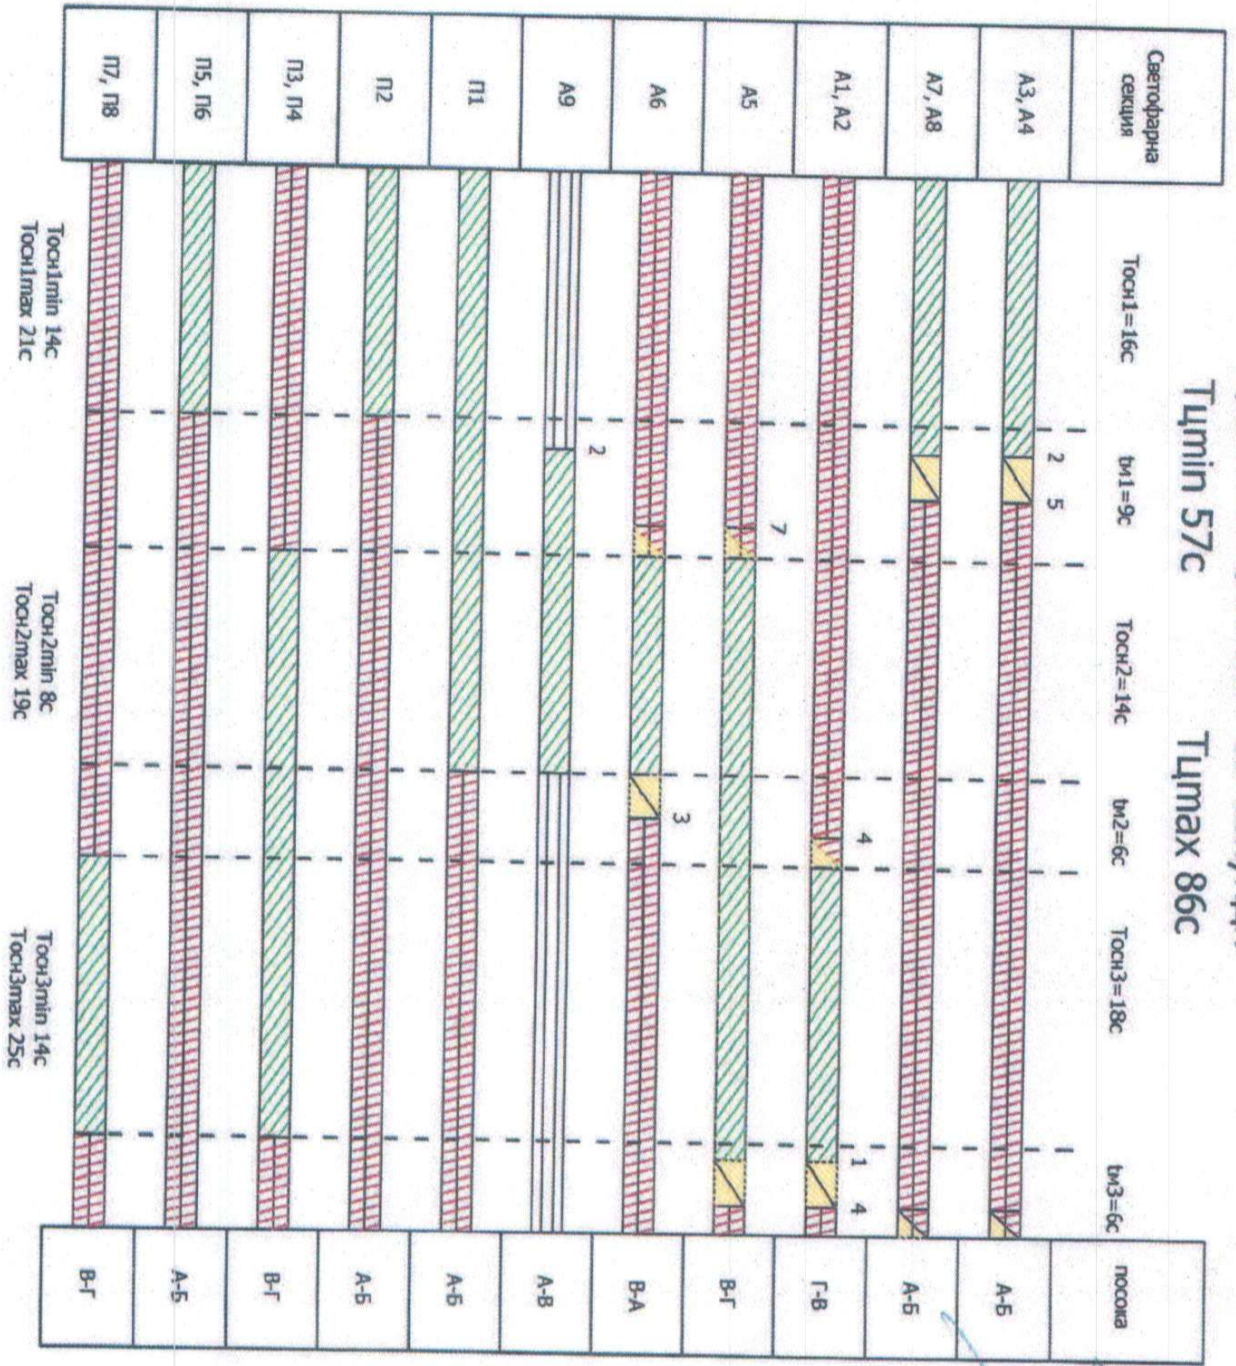 Тцmin 57с Тцmax 86с
Светофарна
секция
Тосн1=16с
tм1=9с
Тосн2=14с
tм2=6с
Тосн3=18с
tм3=6с
посока
А3, А4
2
5
А-Б
А7, А8
А-Б
А1, А2
4
1
4
Г-В
А5
7
В-Г
А6
3
В-А
А9
2
А-В
П1
А-Б
П2
А-Б
П3, П4
В-Г
П5, П6
А-Б
П7, П8
В-Г
Тосн1min 14с
Тосн1max 21с
Тосн2min 8с
Тосн2max 19с
Тосн3min 14с
Тосн3max 25с